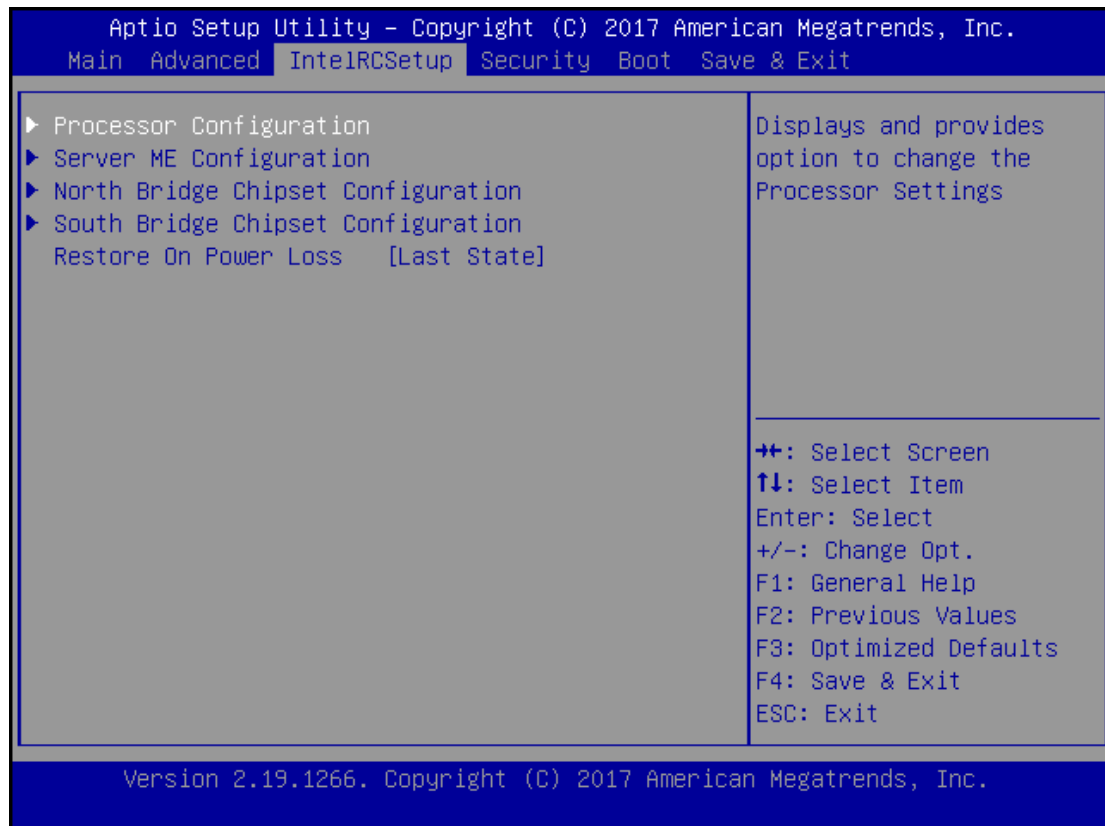 Aptio Setup Utility – Copyright (C) 2017 American Megatrends, Inc.
Main Advanced IntelRCSetup Security Boot Save & Exit
Processor Configuration
Server ME Configuration
North Bridge Chipset Configuration
South Bridge Chipset Configuration
Restore On Power Loss [Last State]
Displays and provides
option to change the
Processor Settings
→←: Select Screen
↑↓: Select Item
Enter: Select
+/-: Change Opt.
F1: General Help
F2: Previous Values
F3: Optimized Defaults
F4: Save & Exit
ESC: Exit
Version 2.19.1266. Copyright (C) 2017 American Megatrends, Inc.